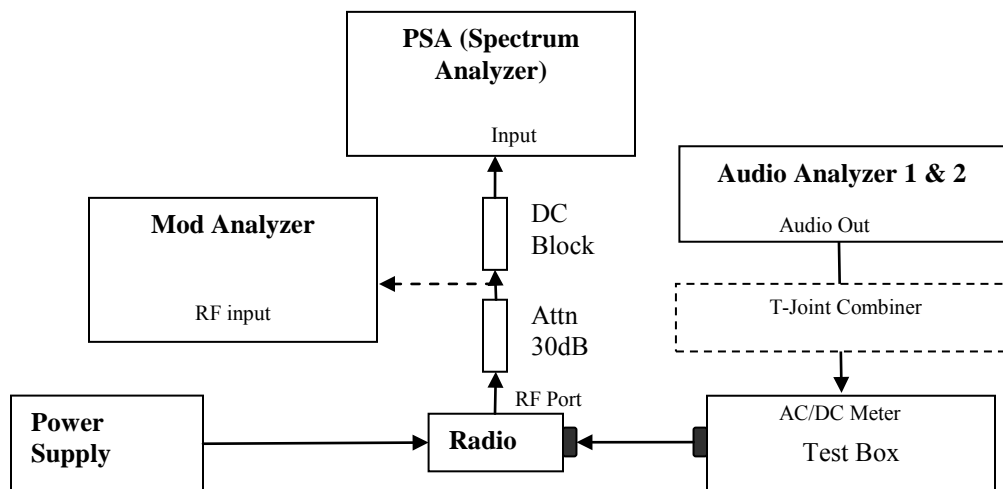 PSA (Spectrum
Analyzer)
Input
Audio Analyzer 1 & 2
Audio Out
Mod Analyzer
RF input
DC
Block
T-Joint Combiner
Attn
30dB
RF Port
Power
Supply
Radio
AC/DC Meter
Test Box